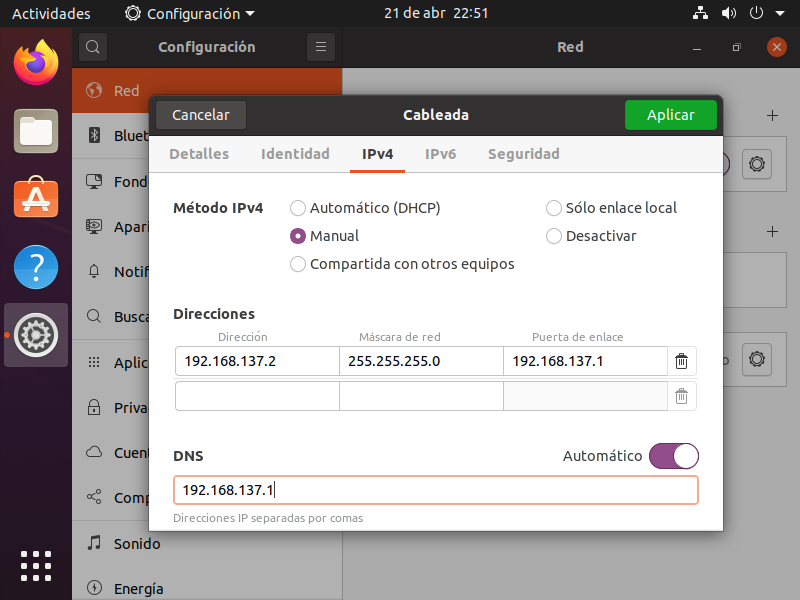 Actividades Configuración 21 de abr 22:51
Configuración Red
Red
Cancelar Cableada Aplicar
Detalles Identidad IPv4 IPv6 Seguridad
Método IPv4 Automático (DHCP) Sólo enlace local
Manual Desactivar
Compartida con otros equipos
Direcciones
Dirección Máscara de red Puerta de enlace
192.168.137.2 255.255.255.0 192.168.137.1
DNS Automático
192.168.137.1
Direcciones IP separadas por comas
Bluet
Fond
Apari
Notif
Busca
Aplic
Priva
Cuent
Comp
Sonido
Energía